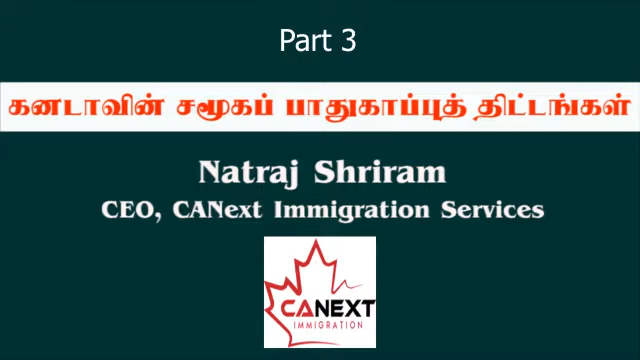 Part 3
கனடாவின் சமூகப் பாதுகாப்புத் திட்டங்கள்
Natraj Shriram
CEO, CANext Immigration Services
CANEXT
IMMIGRATION